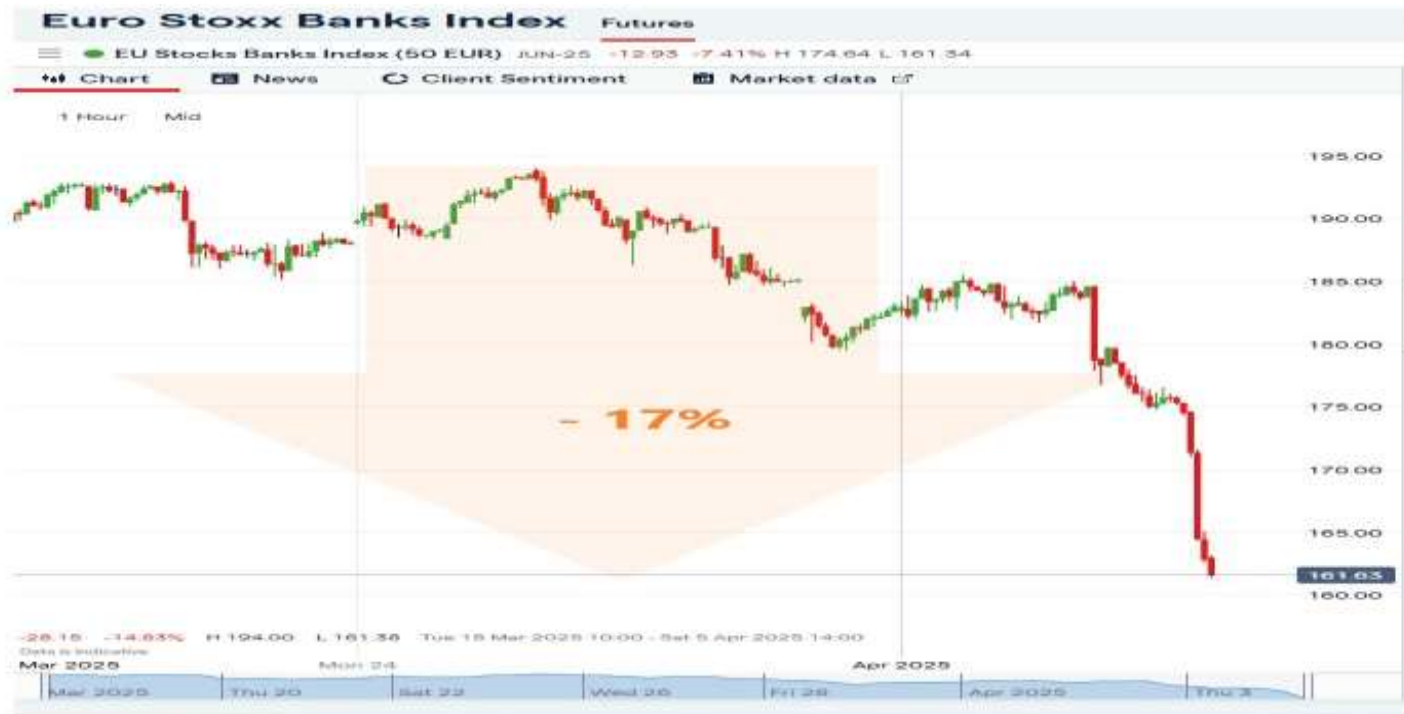 Euro Stoxx Banks Index Futures
EU Stocks Banks Index (50 EUR) JUN-25 -12.93 -7.41% H 174.64 L 161.34
Chart News Client Sentiment Market data
1 Hour Mid
195.00
190.00
185.00
180.00
- 17%
175.00
170.00
165.00
161.63
160.00
-28.15 -14.83% H 194.00 L 161.36 Tue 18 Mar 2025 10:00 - Sat 5 Apr 2025 14:00
Data is indicative
Mar 2025 Mon 24 Apr 2025
Mar 2025 Thu 20 Sat 22 Wed 26 Fri 28 Apr 2025 Thu 3